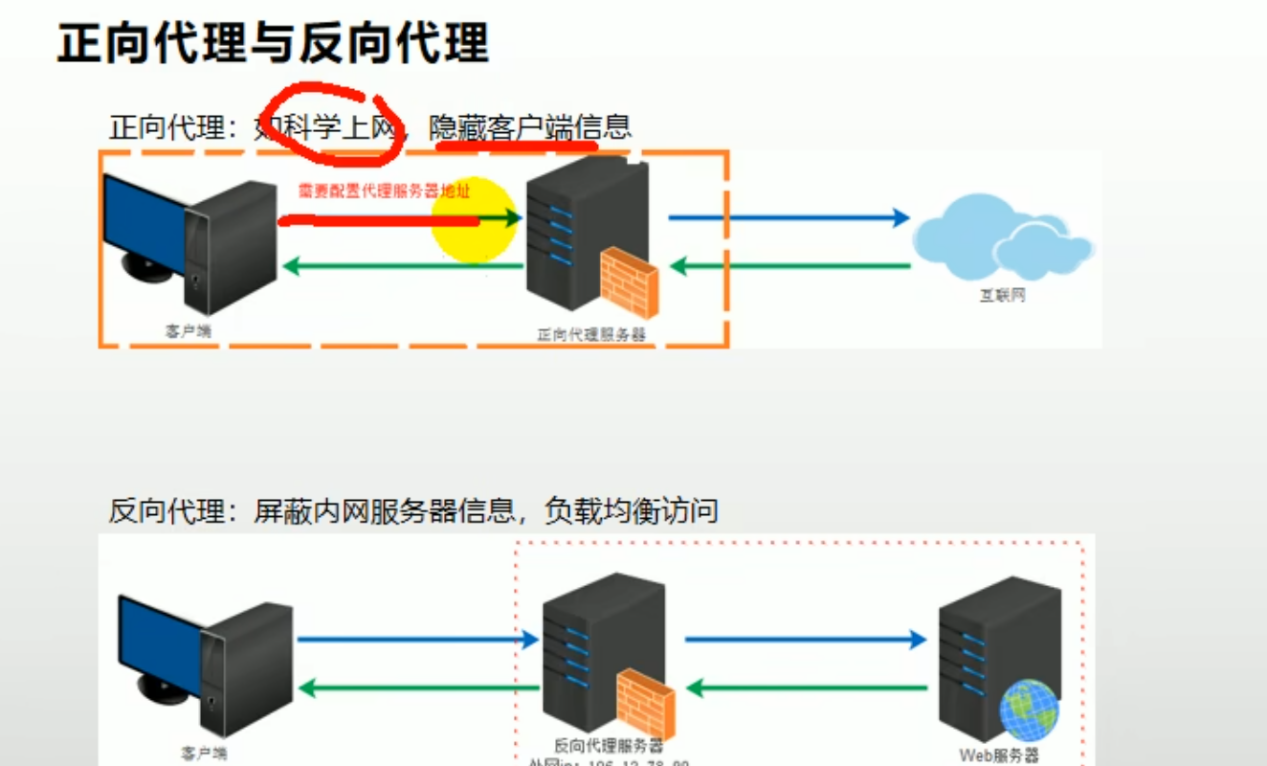 正向代理与反向代理
正向代理：如科学上网，隐藏客户端信息
需要配置代理服务器地址
互联网
客户端
正向代理服务器
反向代理：屏蔽内网服务器信息，负载均衡访问
反向代理服务器
客户端
Web服务器